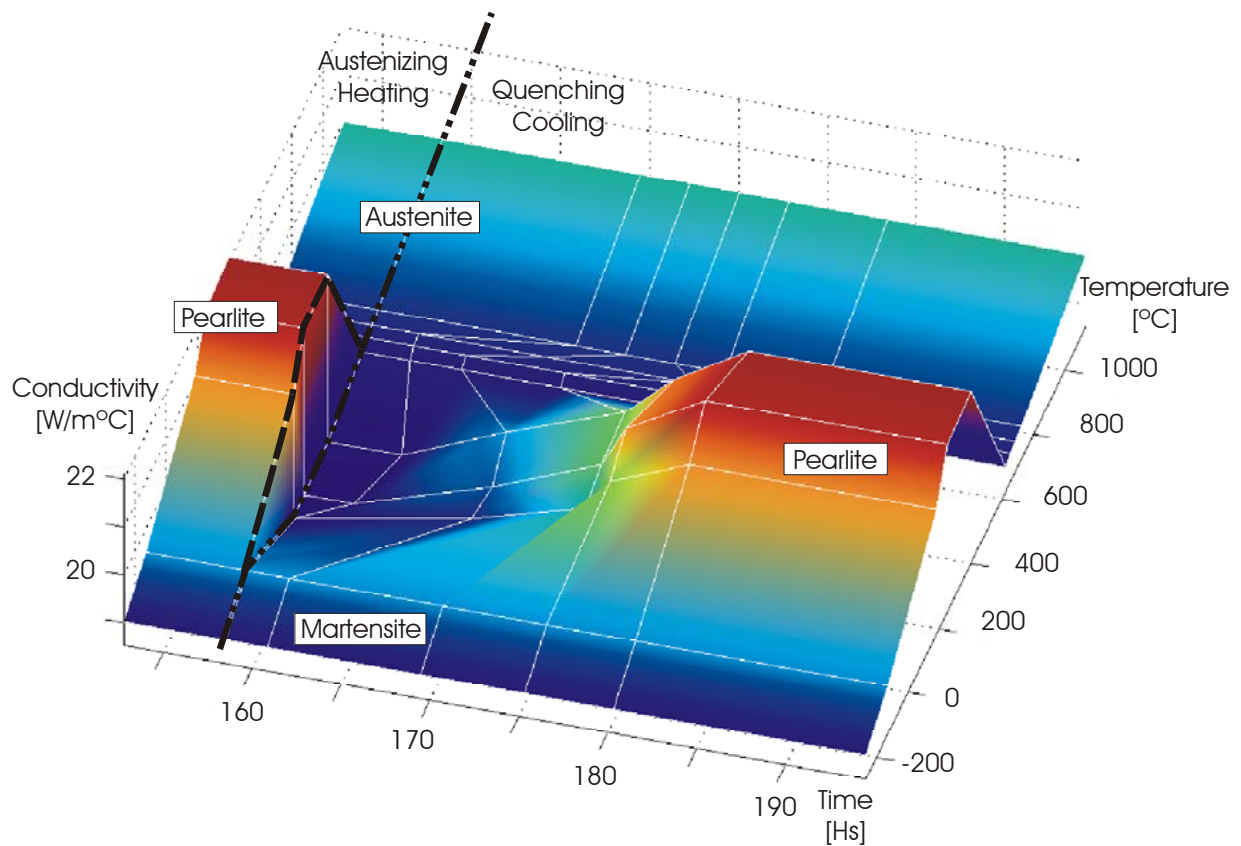 Austenizing
Heating
Quenching
Cooling
Austenite
Pearlite
Temperature
[°C]
1000
800
600
400
200
0
-200
Conductivity
[W/m°C]
22
20
Pearlite
Martensite
160
170
180
190
Time
[Hs]